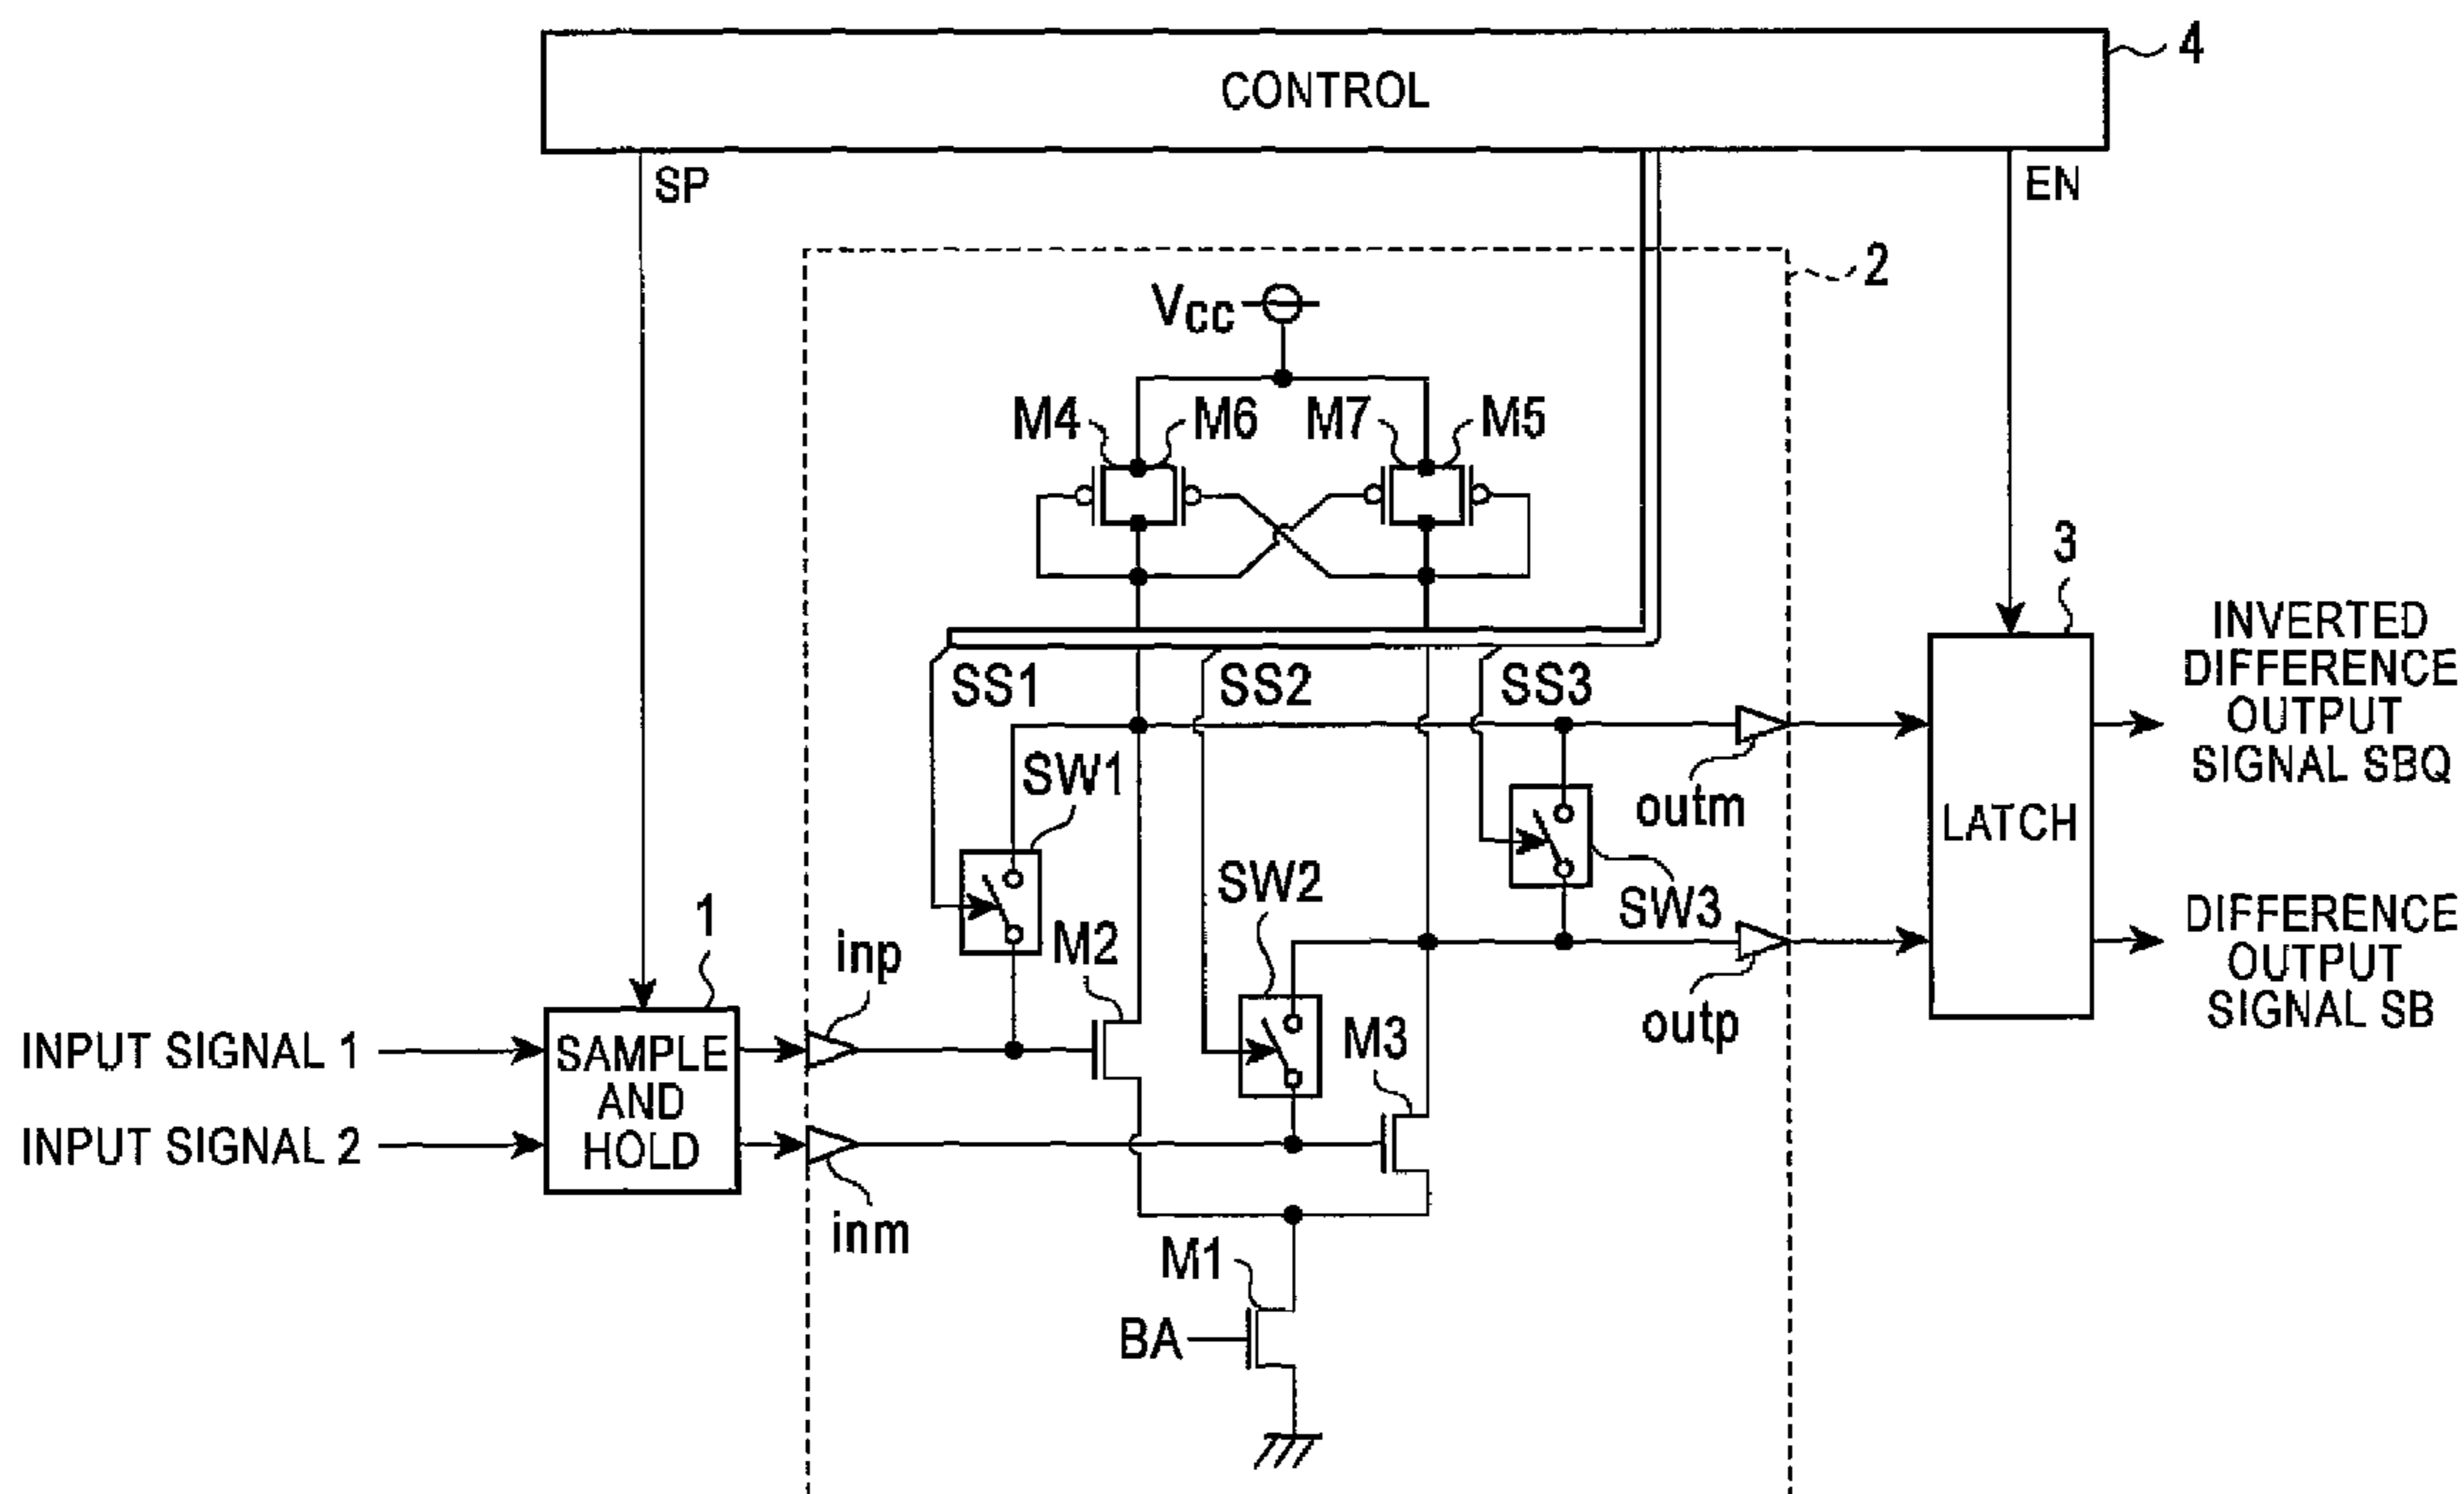 4
CONTROL
SP
EN
2
VCC
M4
M6
M7
M5
3
INVERTED
DIFFERENCE
OUTPUT
SIGNAL SBQ
SS1
SS2
SS3
SW1
outm
LATCH
SW2
SW3
1
inp
M2
DIFFERENCE
OUTPUT
SIGNAL SB
outp
M3
INPUT SIGNAL 1
SAMPLE
AND
HOLD
INPUT SIGNAL 2
inm
M1
BA